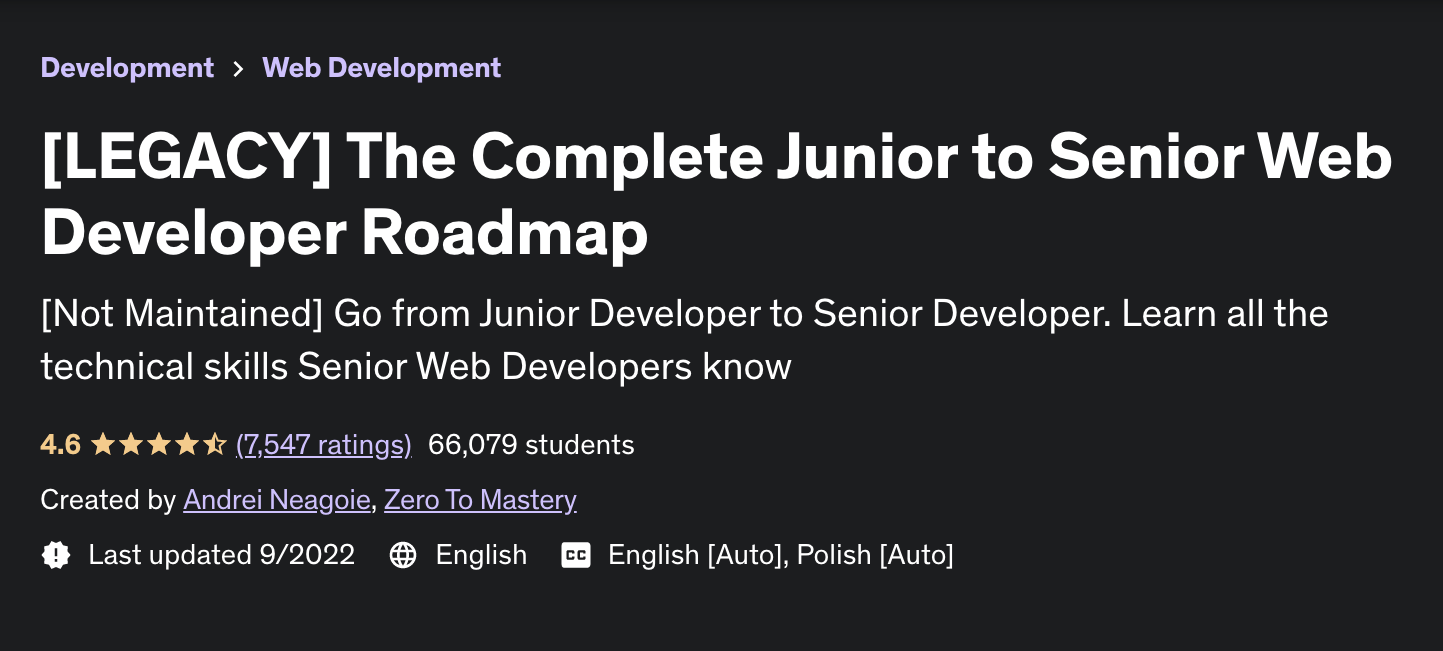 Development > Web Development
[LEGACY] The Complete Junior to Senior Web
Developer Roadmap
[Not Maintained] Go from Junior Developer to Senior Developer. Learn all the
technical skills Senior Web Developers know
4.6 (7,547 ratings) 66,079 students
Created by Andrei Neagoie, Zero To Mastery
Last updated 9/2022 English CC English [Auto], Polish [Auto]